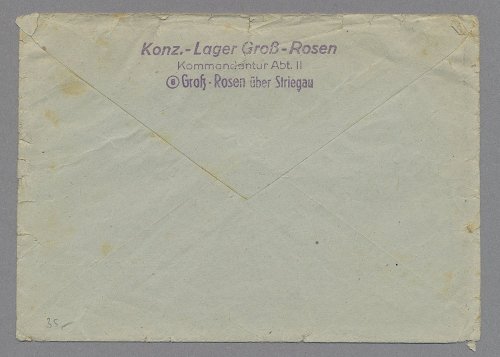 Konz.-Lager Groß-Rosen
Kommandantur Abt. II
⑧ Groß-Rosen über Striegau
35,-